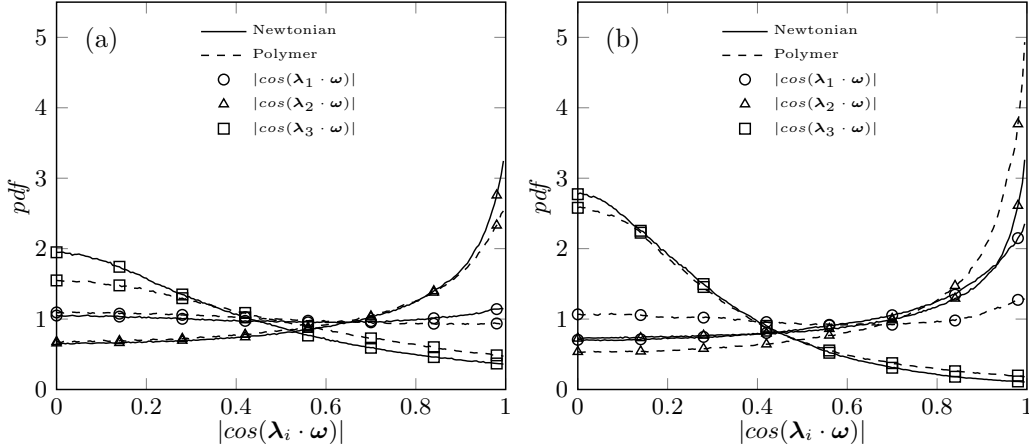 (a)
Newtonian
Polymer
|cos(λ₁ · ω)|
|cos(λ₂ · ω)|
|cos(λ₃ · ω)|
5
4
3
2
1
0
pdf
0 0.2 0.4 0.6 0.8 1
|cos(λᵢ · ω)|
(b)
Newtonian
Polymer
|cos(λ₁ · ω)|
|cos(λ₂ · ω)|
|cos(λ₃ · ω)|
5
4
3
2
1
0
pdf
0 0.2 0.4 0.6 0.8 1
|cos(λᵢ · ω)|